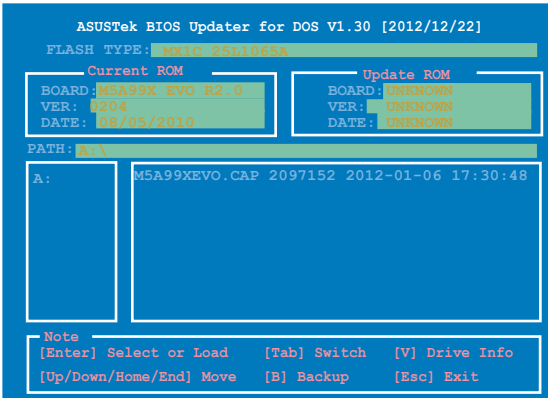 ASUSTek BIOS Updater for DOS V1.30 [2012/12/22]
FLASH TYPE: MXIC 25L1065A
Current ROM
BOARD: M5A99X EVO R2.0
VER: 0204
DATE: 08/05/2010
Update ROM
BOARD: UNKNOWN
VER: UNKNOWN
DATE: UNKNOWN
PATH: A:\
A:
M5A99XEVO.CAP 2097152 2012-01-06 17:30:48
Note
[Enter] Select or Load [Tab] Switch [V] Drive Info
[Up/Down/Home/End] Move [B] Backup [Esc] Exit